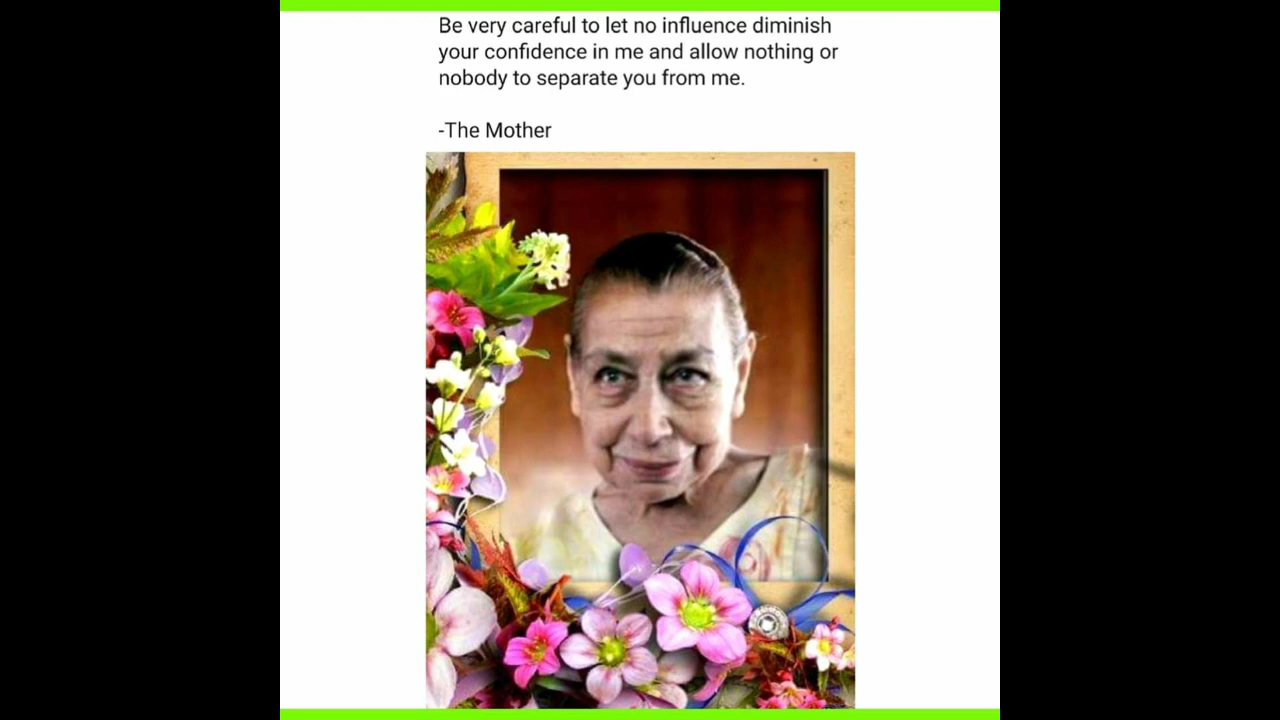 Be very careful to let no influence diminish
your confidence in me and allow nothing or
nobody to separate you from me.
-The Mother